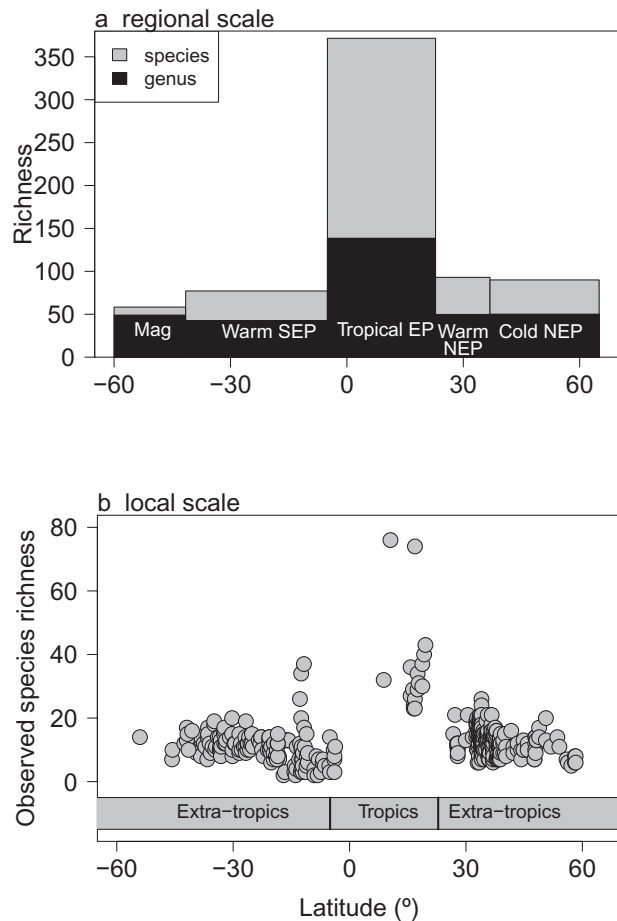 a regional scale
species
genus
Richness
350
300
250
200
150
100
50
0
Mag
Warm SEP
Tropical EP
Warm
NEP
Cold NEP
−60
−30
0
30
60
b local scale
Observed species richness
80
60
40
20
0
Extra−tropics
Tropics
Extra−tropics
−60
−30
0
30
60
Latitude (º)